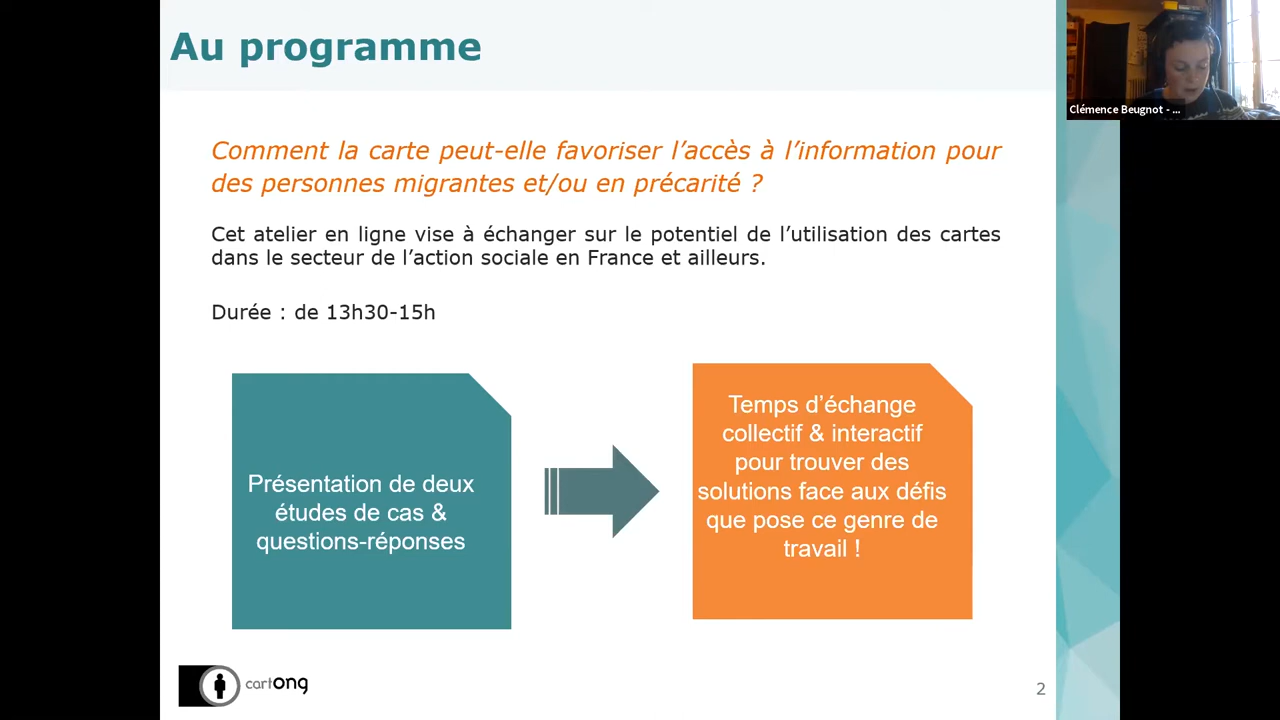 Au programme
Clémence Beugnot - ...
Comment la carte peut-elle favoriser l’accès à l’information pour
des personnes migrantes et/ou en précarité ?
Cet atelier en ligne vise à échanger sur le potentiel de l’utilisation des cartes
dans le secteur de l’action sociale en France et ailleurs.
Durée : de 13h30-15h
Présentation de deux
études de cas &
questions-réponses
Temps d’échange
collectif & interactif
pour trouver des
solutions face aux défis
que pose ce genre de
travail !
cartONG
2